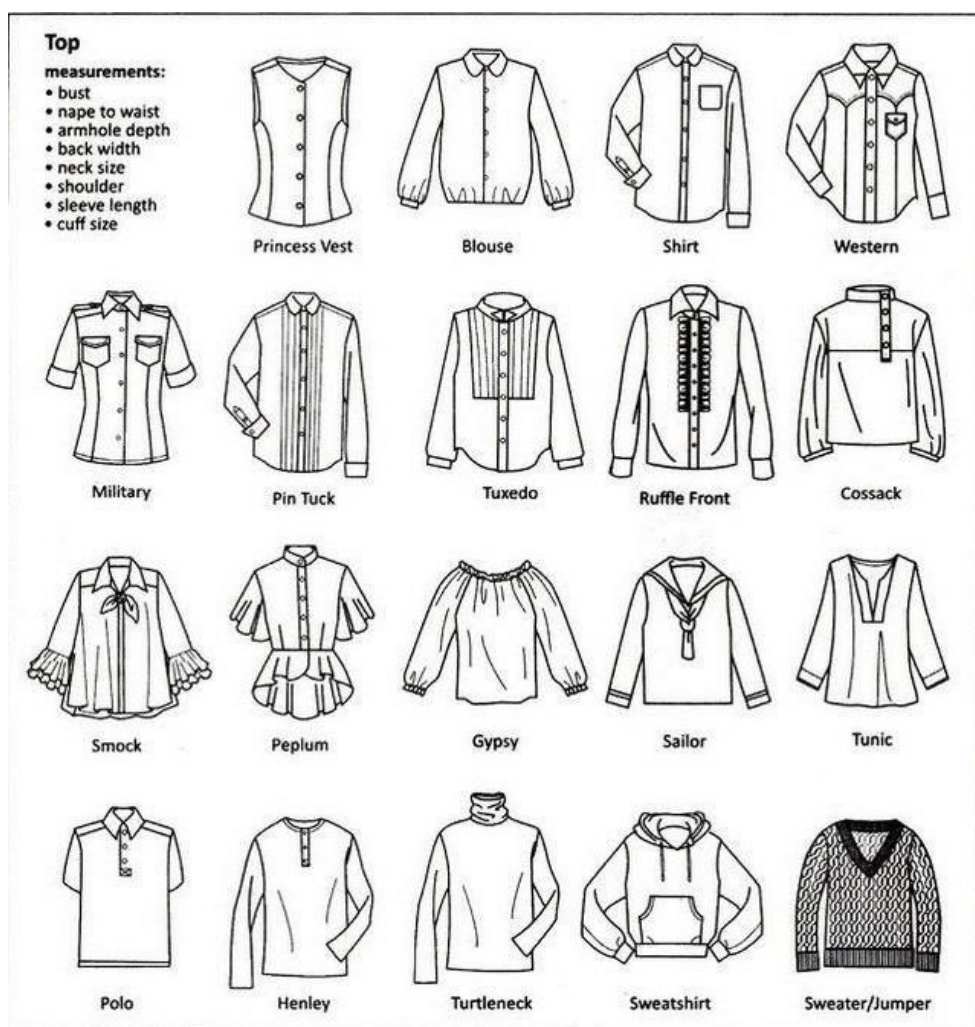 Top
measurements:
• bust
• nape to waist
• armhole depth
• back width
• neck size
• shoulder
• sleeve length
• cuff size
Princess Vest
Blouse
Shirt
Western
Military
Pin Tuck
Tuxedo
Ruffle Front
Cossack
Smock
Peplum
Gypsy
Sailor
Tunic
Polo
Henley
Turtleneck
Sweatshirt
Sweater/Jumper